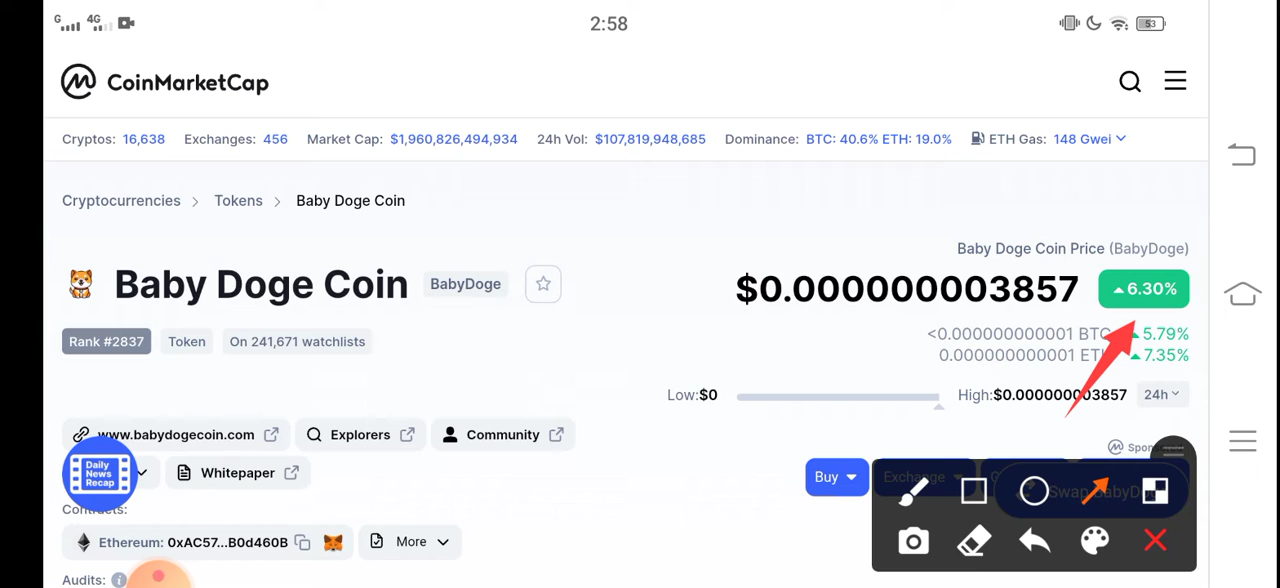 G 4G 2:58 53
CoinMarketCap
Cryptos: 16,638 Exchanges: 456 Market Cap: $1,960,826,494,934 24h Vol: $107,819,948,685 Dominance: BTC: 40.6% ETH: 19.0% ETH Gas: 148 Gwei
Cryptocurrencies > Tokens > Baby Doge Coin
Baby Doge Coin Price (BabyDoge)
Baby Doge Coin BabyDoge $0.000000003857 6.30%
Rank #2837 Token On 241,671 watchlists
<0.000000000001 BTC 5.79%
0.000000000001 ETH 7.35%
Low:$0 High:$0.000000003857 24h
www.babydogecoin.com Explorers Community
Daily
News
Recap
Whitepaper
Buy Exchange
Swap
Contracts:
Ethereum: 0xAC57...B0d460B More
Audits: i